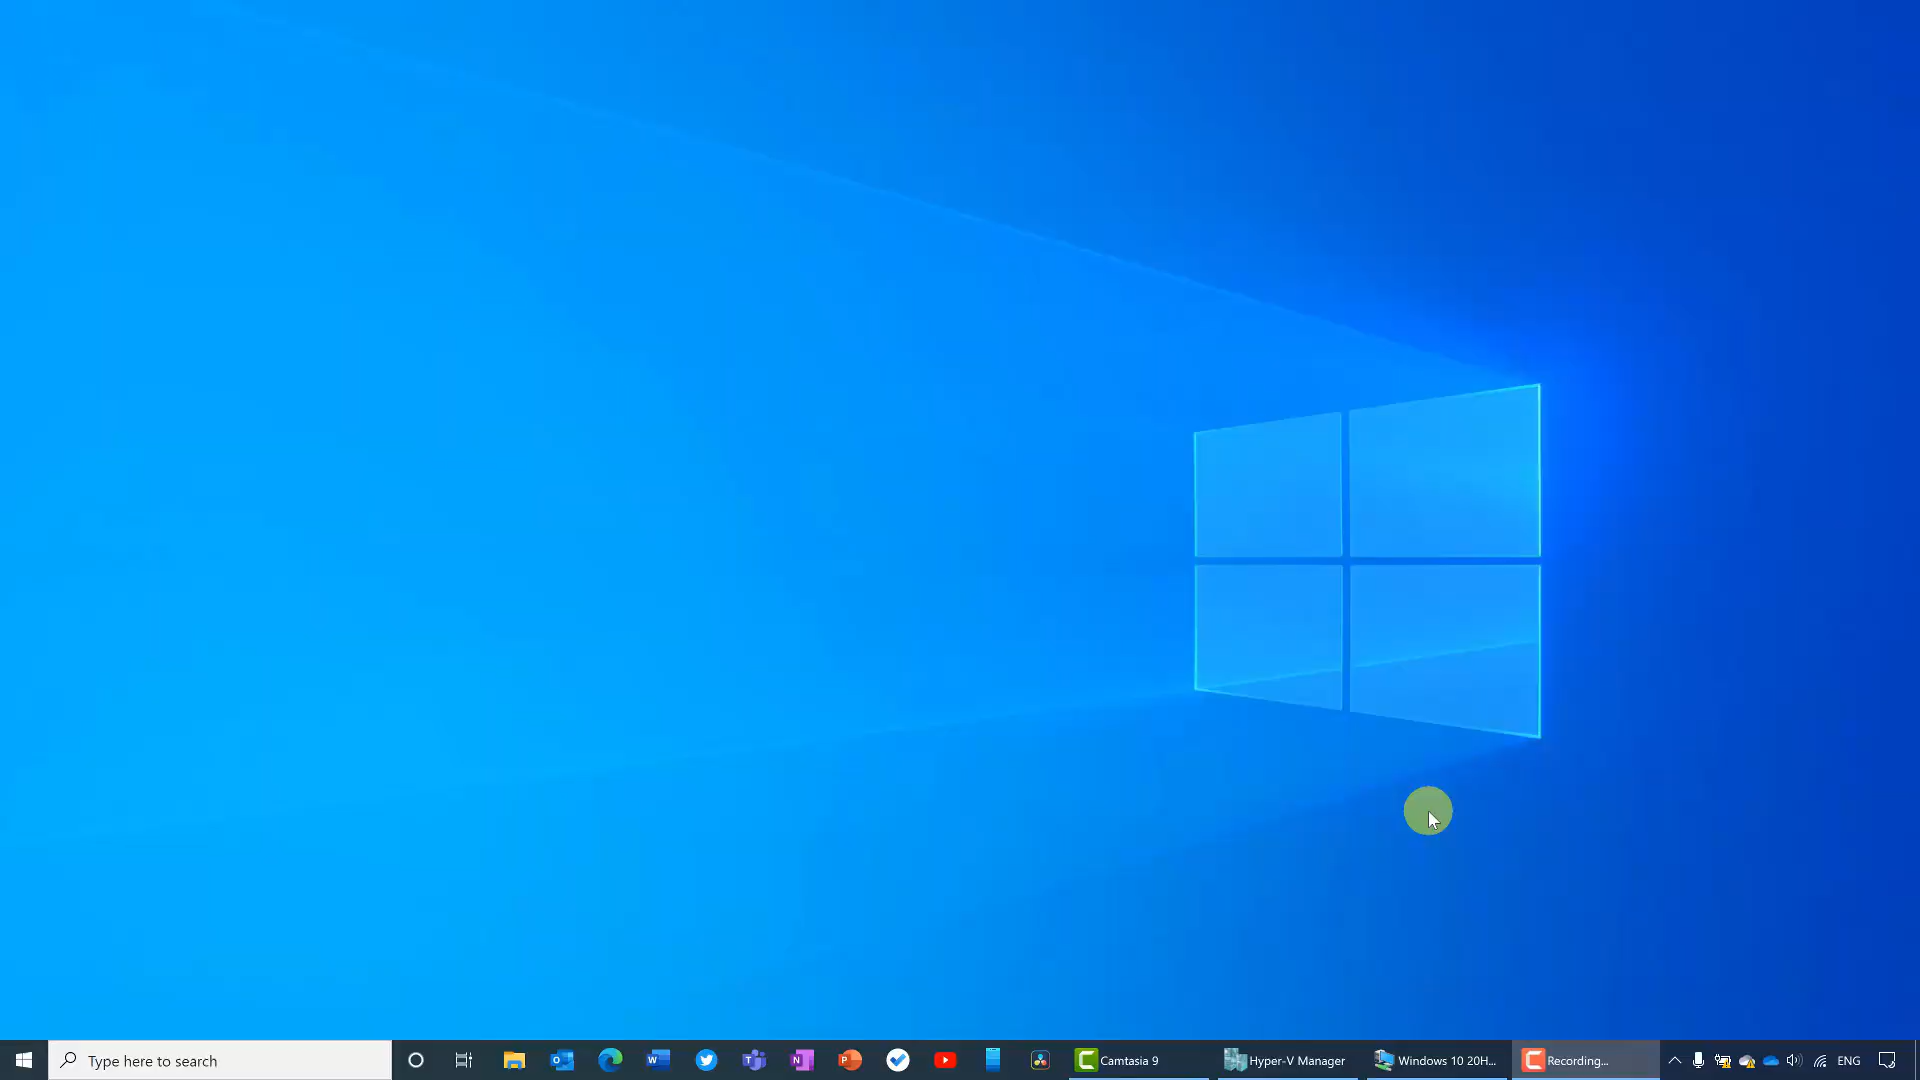 Type here to search
Camtasia 9
Hyper-V Manager
Windows 10 20H...
Recording...
ENG